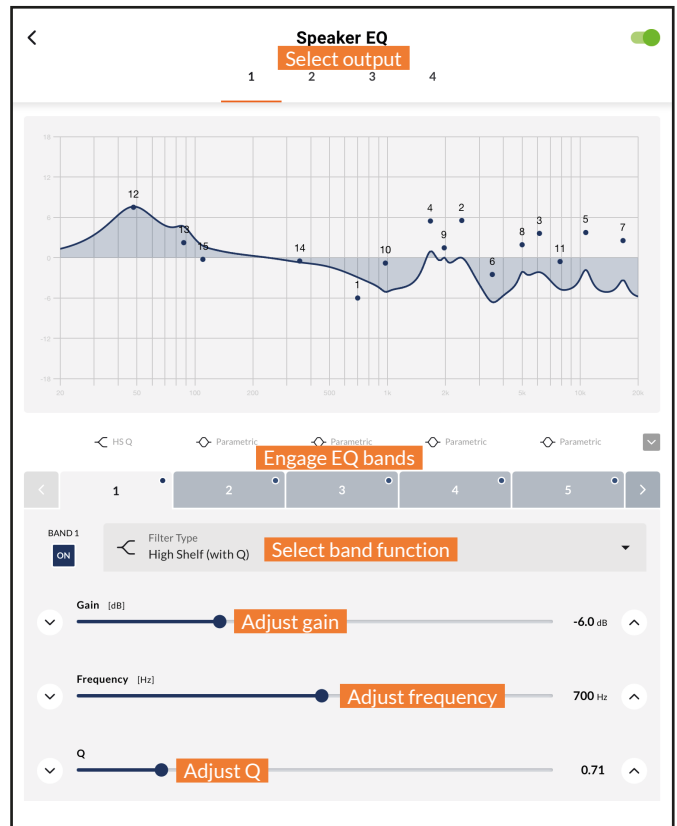 Speaker EQ
Select output
1 2 3 4
18
12
6
0
-6
-12
-18
12
13
15
14
1
10
4
9
2
6
8
3
11
5
7
20 50 100 200 500 1k 2k 5k 10k 20k
HS Q Parametric Parametric Parametric Parametric
Engage EQ bands
1 2 3 4 5
BAND 1
ON
Filter Type
High Shelf (with Q)
Select band function
Gain [dB]
Adjust gain
-6.0 dB
Frequency [Hz]
Adjust frequency
700 Hz
Q
Adjust Q
0.71